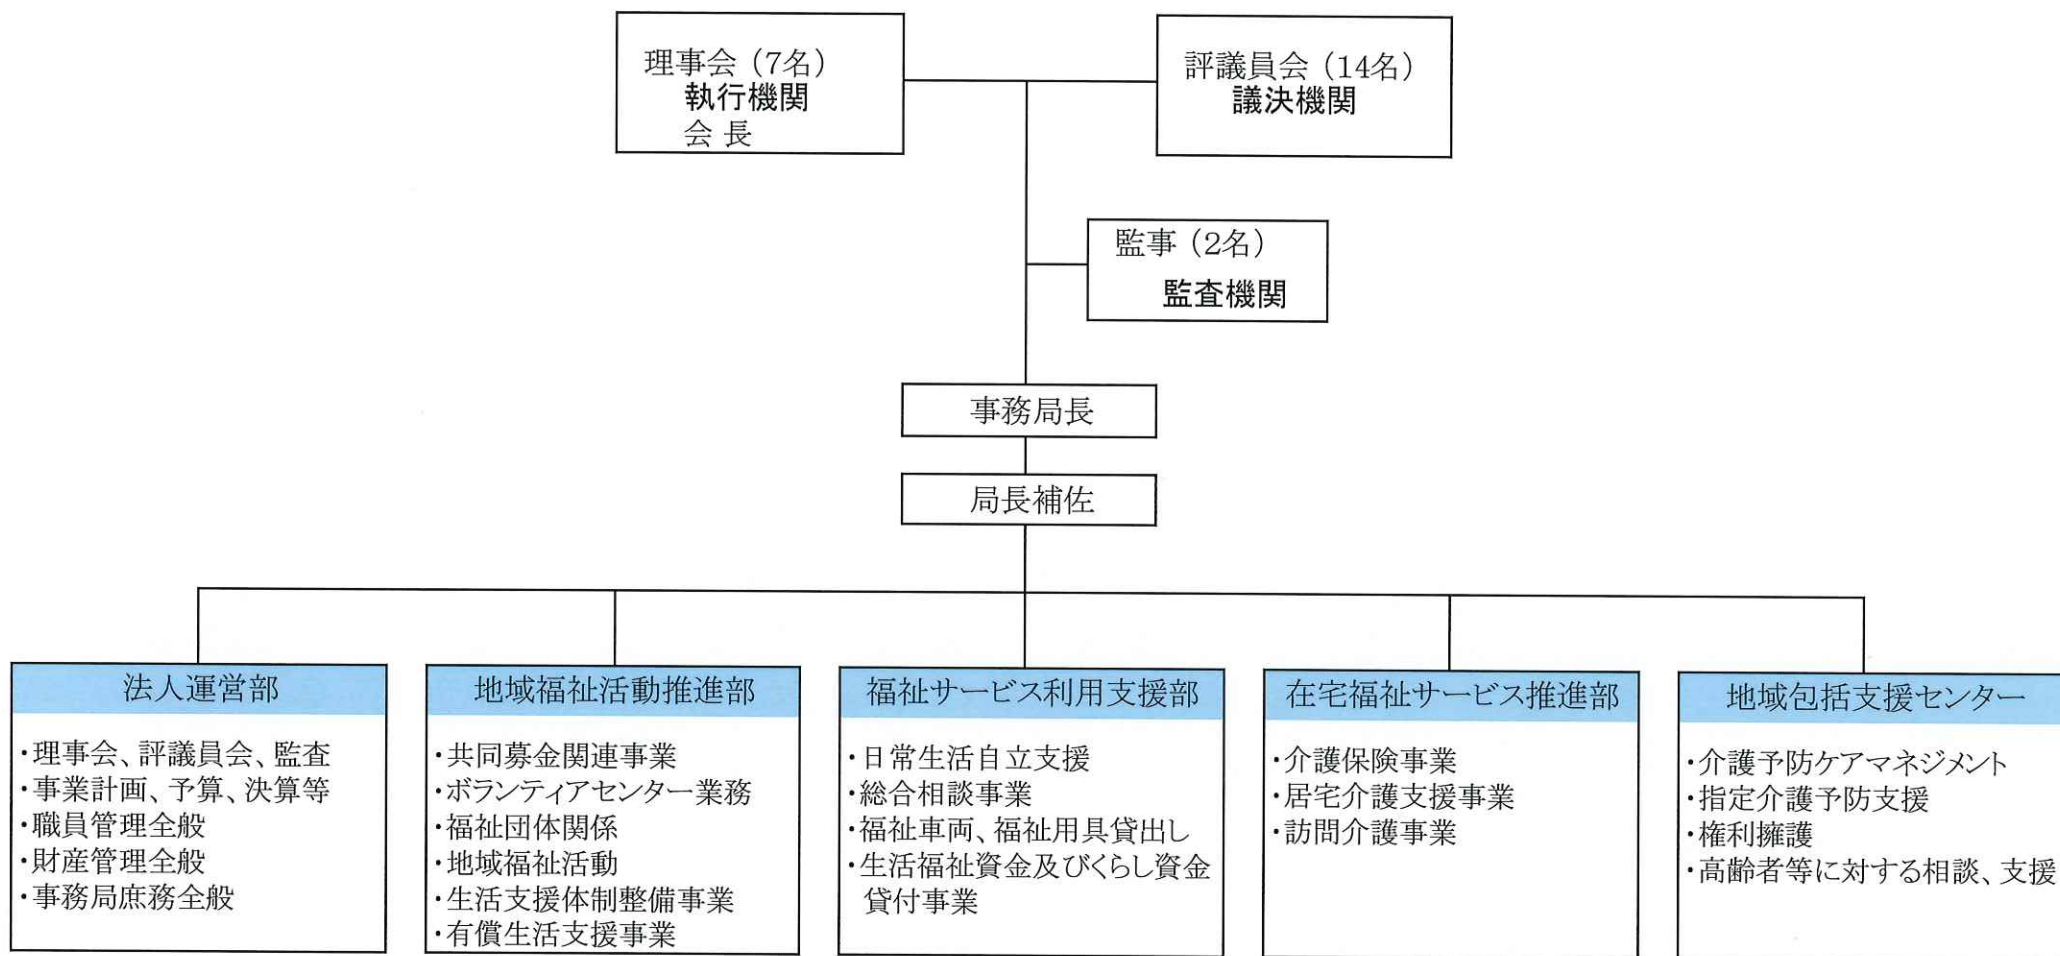 理事会（7名）
執行機関
会 長
評議員会（14名）
議決機関
監事（2名）
監査機関
事務局長
局長補佐
法人運営部
・理事会、評議員会、監査
・事業計画、予算、決算等
・職員管理全般
・財産管理全般
・事務局庶務全般
地域福祉活動推進部
・共同募金関連事業
・ボランティアセンター業務
・福祉団体関係
・地域福祉活動
・生活支援体制整備事業
・有償生活支援事業
福祉サービス利用支援部
・日常生活自立支援
・総合相談事業
・福祉車両、福祉用具貸出し
・生活福祉資金及びくらし資金
貸付事業
在宅福祉サービス推進部
・介護保険事業
・居宅介護支援事業
・訪問介護事業
地域包括支援センター
・介護予防ケアマネジメント
・指定介護予防支援
・権利擁護
・高齢者等に対する相談、支援